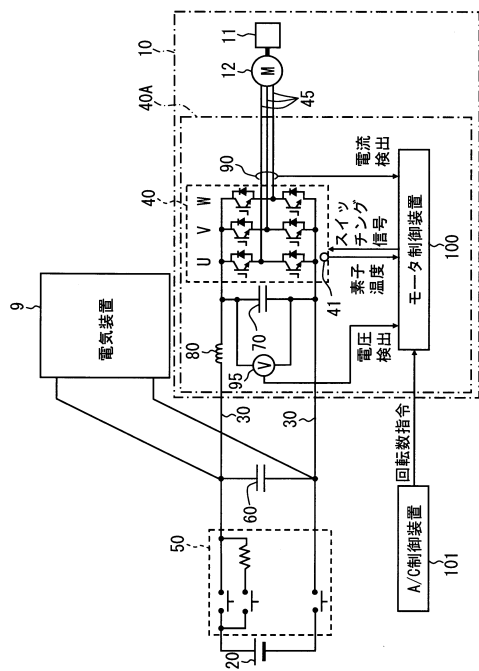 10
11
12
40A
M
45
90
電流
検出
40
W
V
U
スイッ
チング
信号
素子
温度
41
モータ制御装置
100
9
電気装置
80
70
V
95
電圧
検出
30
30
60
回転数指令
50
A/C制御装置
101
20